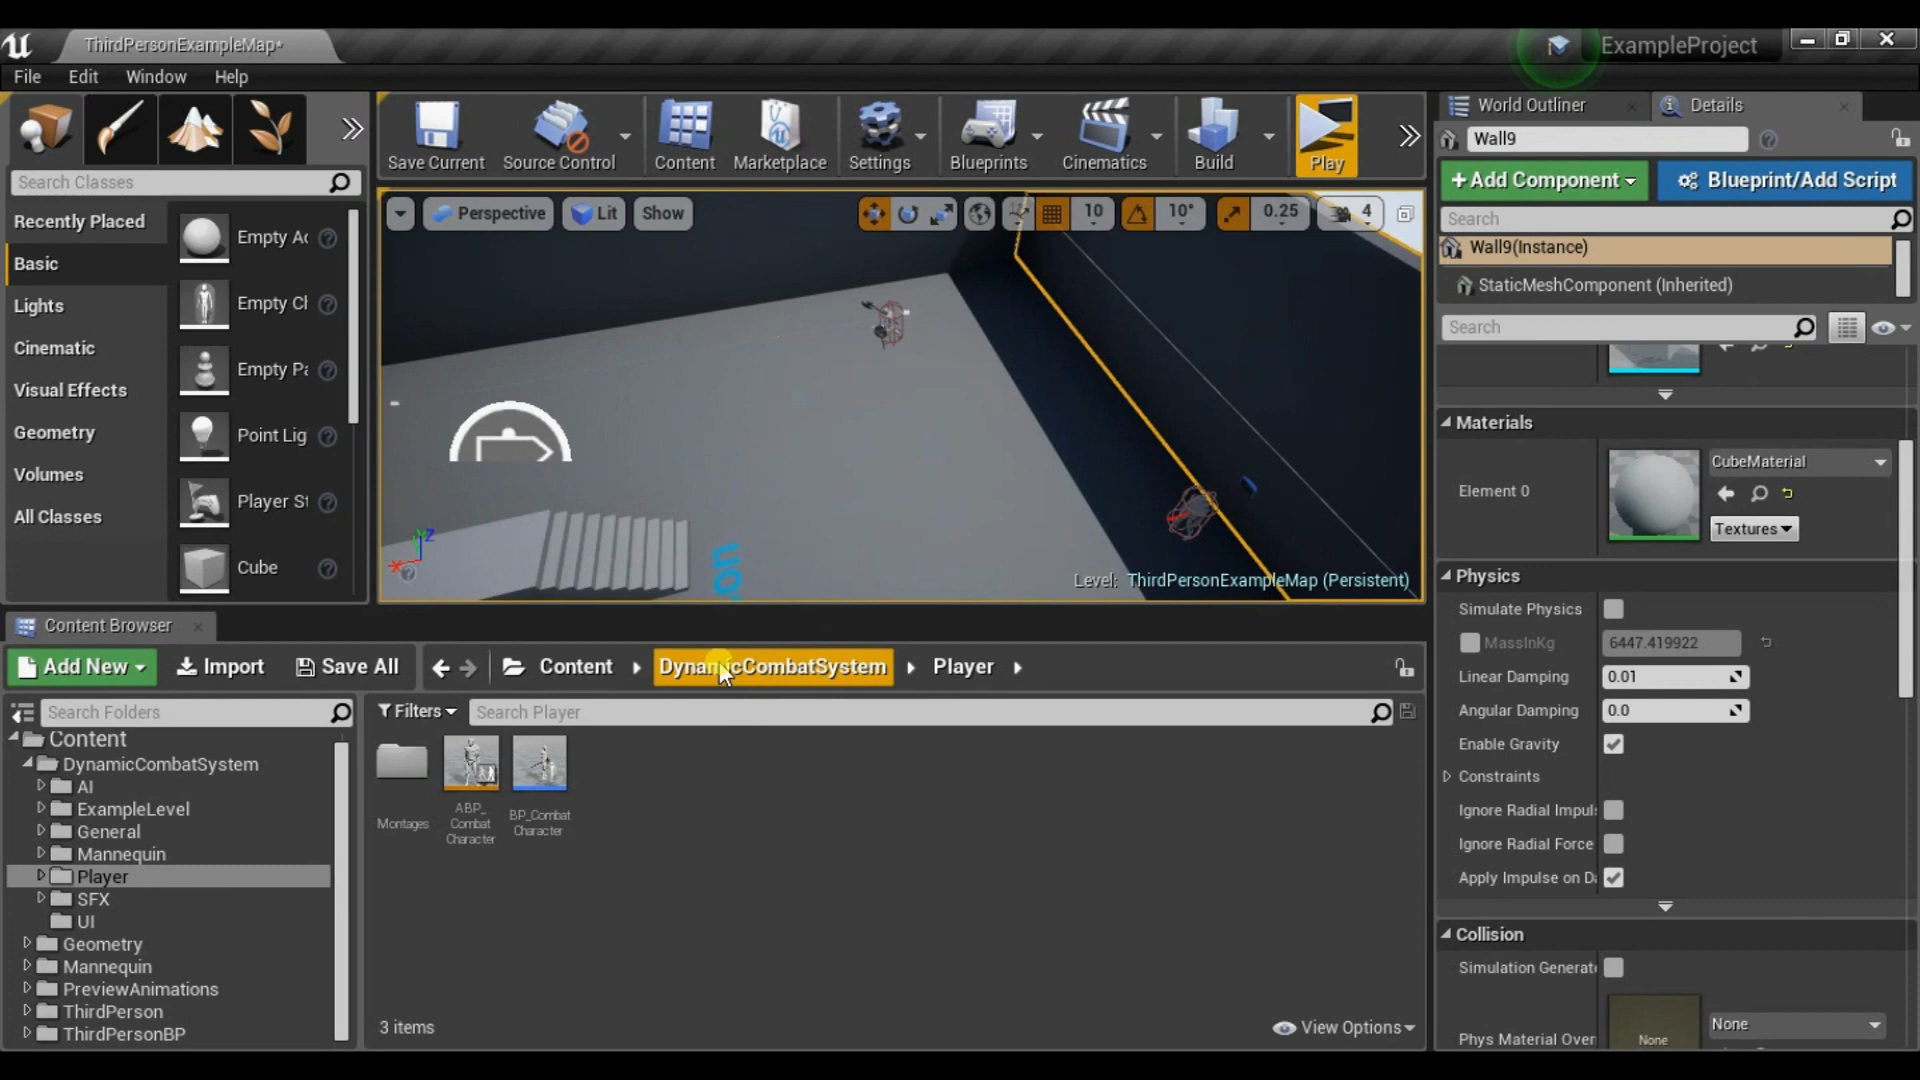 ThirdPersonExampleMap*
ExampleProject
File Edit Window Help
Search Classes
Recently Placed
Basic
Lights
Cinematic
Visual Effects
Geometry
Volumes
All Classes
Empty Ac
Empty Ch
Empty Pa
Point Lig
Player St
Cube
Save Current
Source Control
Content
Marketplace
Settings
Blueprints
Cinematics
Build
Play
Perspective
Lit
Show
10
10°
0.25
4
Z
X
Level: ThirdPersonExampleMap (Persistent)
World Outliner
Details
Wall9
+Add Component
Blueprint/Add Script
Search
Wall9(Instance)
StaticMeshComponent (Inherited)
Search
Materials
Element 0
CubeMaterial
Textures
Physics
Simulate Physics
MassInKg 6447.419922
Linear Damping 0.01
Angular Damping 0.0
Enable Gravity
Constraints
Ignore Radial Impuls
Ignore Radial Force
Apply Impulse on Da
Collision
Simulation Generate
Phys Material Over
None
None
Content Browser
Add New
Import
Save All
Content
DynamicCombatSystem
Player
Search Folders
Filters
Search Player
Content
DynamicCombatSystem
AI
ExampleLevel
General
Mannequin
Player
SFX
UI
Geometry
Mannequin
PreviewAnimations
ThirdPerson
ThirdPersonBP
Montages
ABP_
Combat
Character
BP_Combat
Character
3 items
View Options